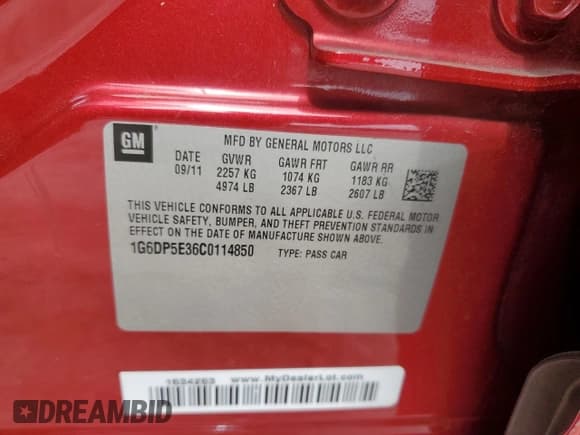 GM
MFD BY GENERAL MOTORS LLC
DATE GVWR GAWR FRT GAWR RR
09/11 2257 KG 1074 KG 1183 KG
4974 LB 2367 LB 2607 LB
THIS VEHICLE CONFORMS TO ALL APPLICABLE U.S. FEDERAL MOTOR
VEHICLE SAFETY, BUMPER, AND THEFT PREVENTION STANDARDS IN
EFFECT ON THE DATE OF MANUFACTURE SHOWN ABOVE.
1G6DP5E36C0114850 TYPE: PASS CAR
www.MyDealerLot.com
DREAMBID